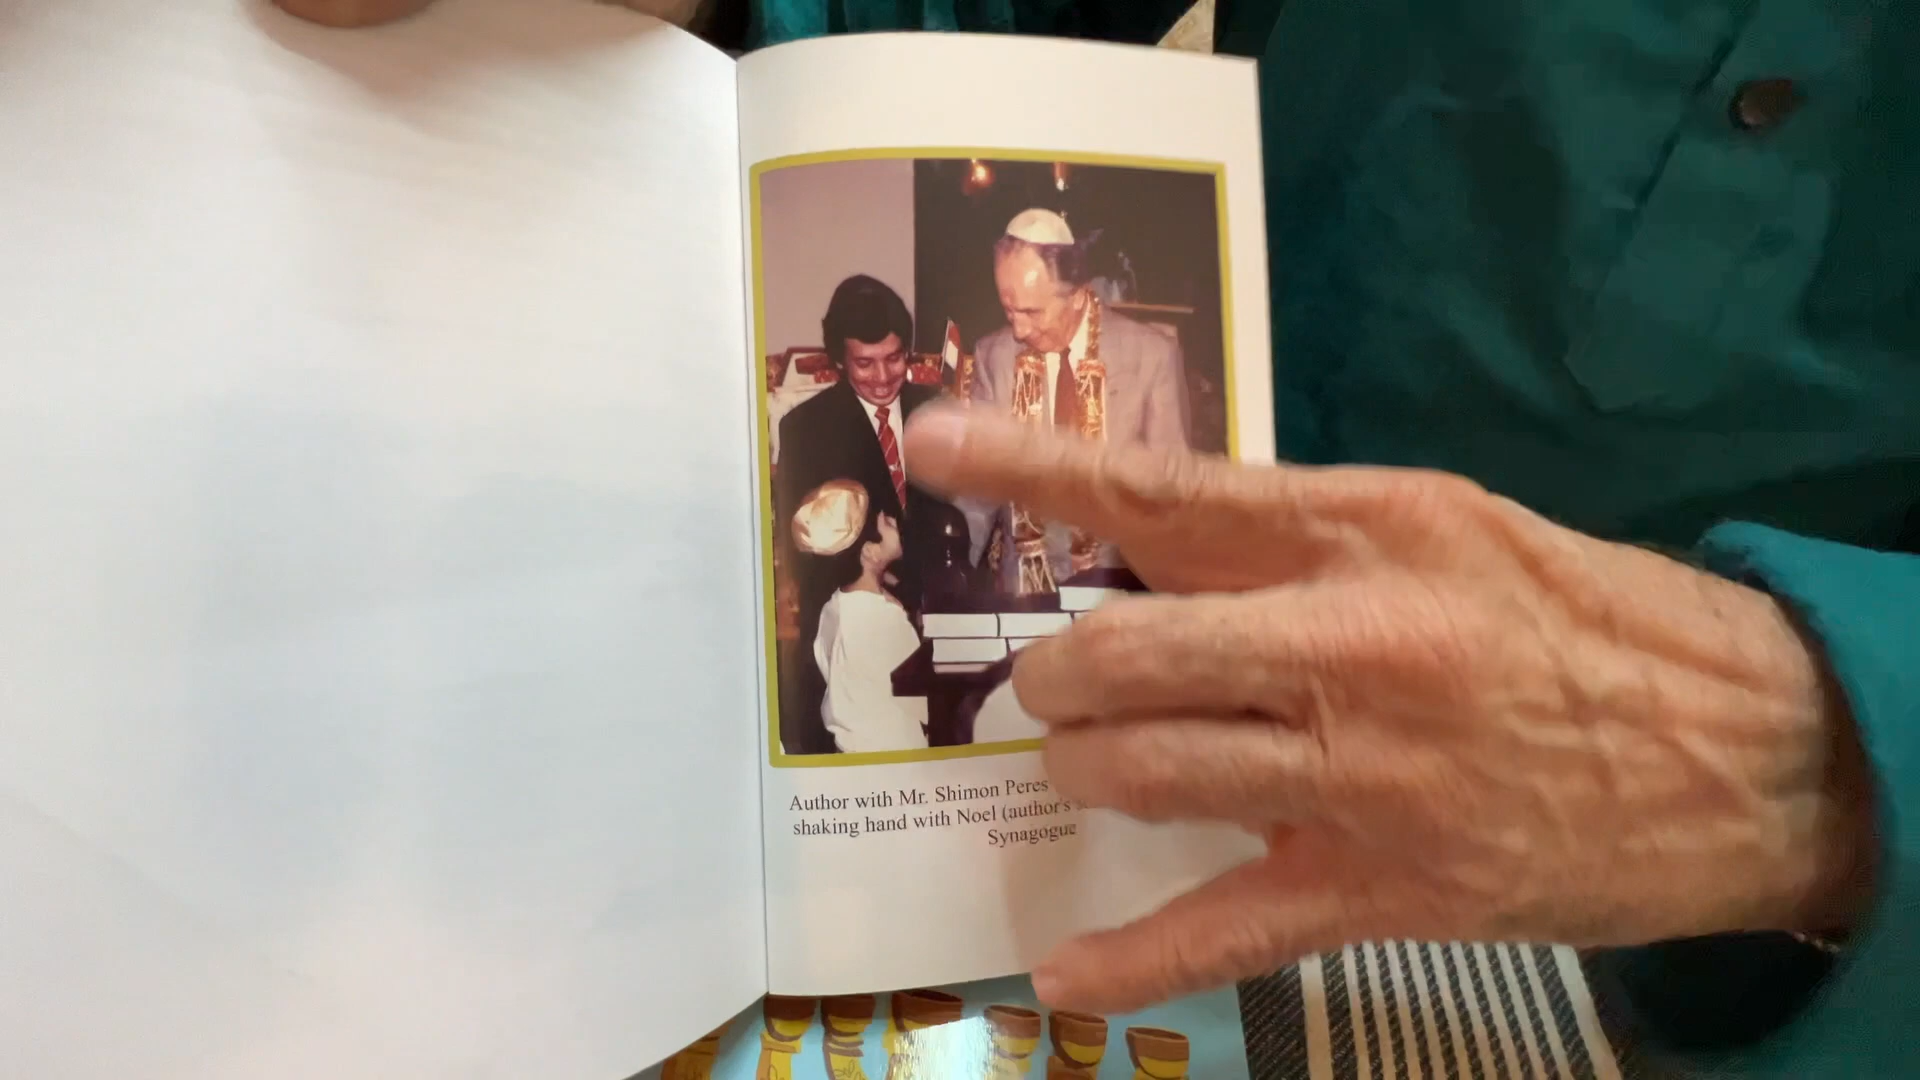 Author with Mr. Shimon Peres
shaking hand with Noel (author's
Synagogue